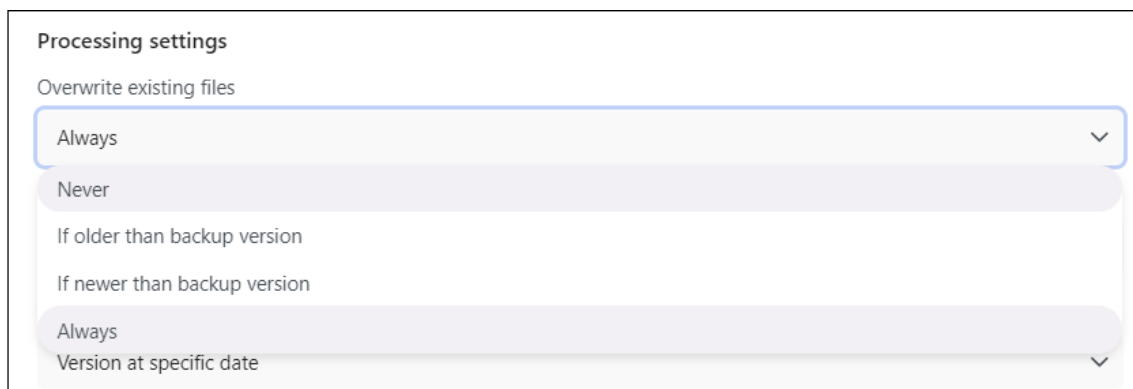 Processing settings
Overwrite existing files
Always
Never
If older than backup version
If newer than backup version
Always
Version at specific date